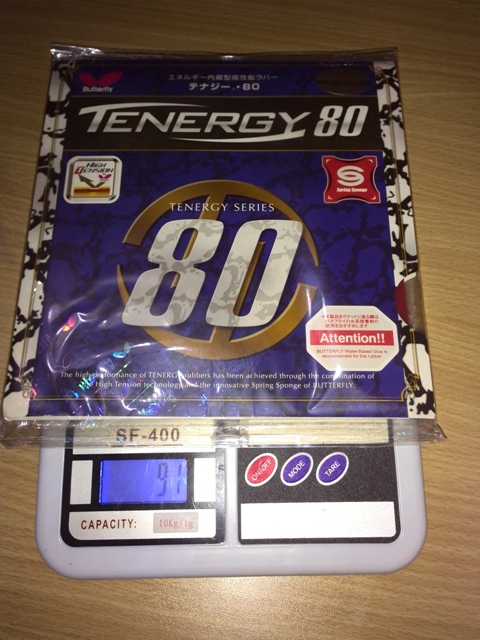 Butterfly
エネルギー内蔵型高性能ラバー
テナジー・80
TENERGY 80
HIGH TENSION
Spring Sponge
TENERGY SERIES
80
Attention!!
BUTTERFLY Water-Based Glue is
recommended for this rubber
The high performance of TENERGY rubbers has been achieved through the combination of
High Tension technology and the innovative Spring Sponge of BUTTERFLY.
SF-400
91
ON/OFF
MODE
TARE
CAPACITY:
10Kg/1g